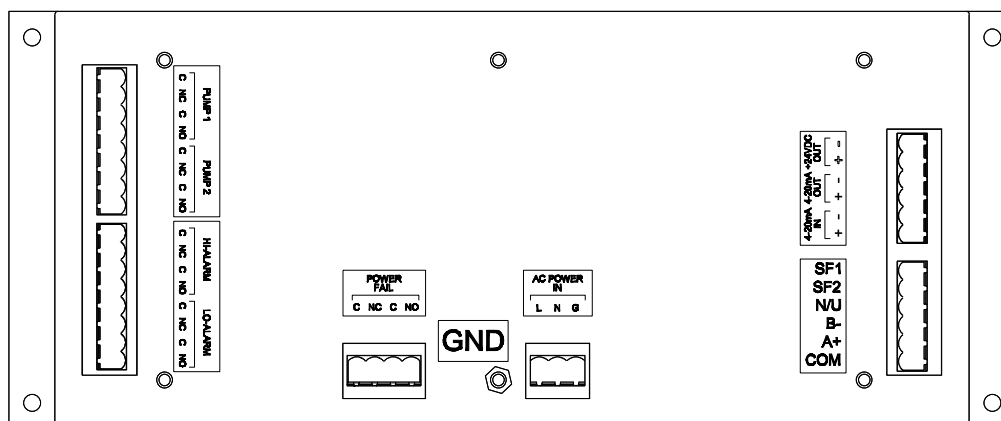 PUMP 1
C NC C NO
PUMP 2
C NC C NO
HI-ALARM
C NC C NO
LO-ALARM
C NC C NO
POWER
FAIL
C NC C NO
GND
AC POWER
IN
L N G
+24VDC
OUT
+ -
4-20mA
OUT
+ -
4-20mA
IN
+ -
SF1
SF2
N/U
B-
A+
COM